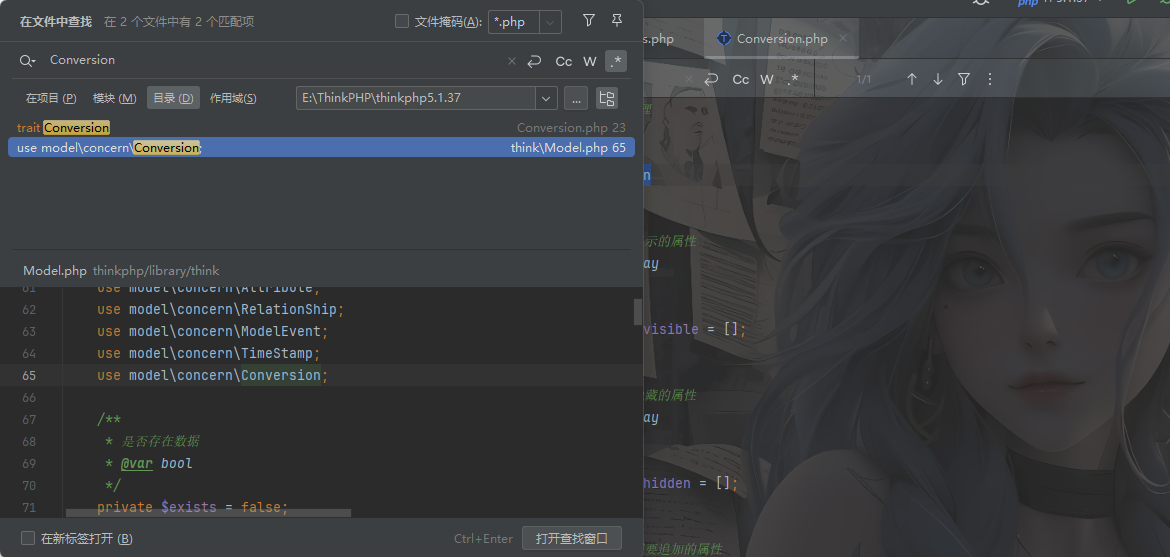 在文件中查找 在 2 个文件中有 2 个匹配项 文件掩码(A): *.php
Conversion Cc W .*
在项目 (P) 模块 (M) 目录 (D) 作用域(S) E:\ThinkPHP\thinkphp5.1.37 ...
trait Conversion Conversion.php 23
use model\concern\Conversion; think\Model.php 65
Model.php thinkphp/library/think
61 use model\concern\Attribute;
62 use model\concern\RelationShip;
63 use model\concern\ModelEvent;
64 use model\concern\TimeStamp;
65 use model\concern\Conversion;
66
67 /**
68 * 是否存在数据
69 * @var bool
70 */
71 private $exists = false;
在新标签打开 (B) Ctrl+Enter 打开查找窗口
php
s.php Conversion.php
Cc W .* 1/1
理
n
示的属性
ay
visible = [];
藏的属性
ay
hidden = [];
要追加的属性